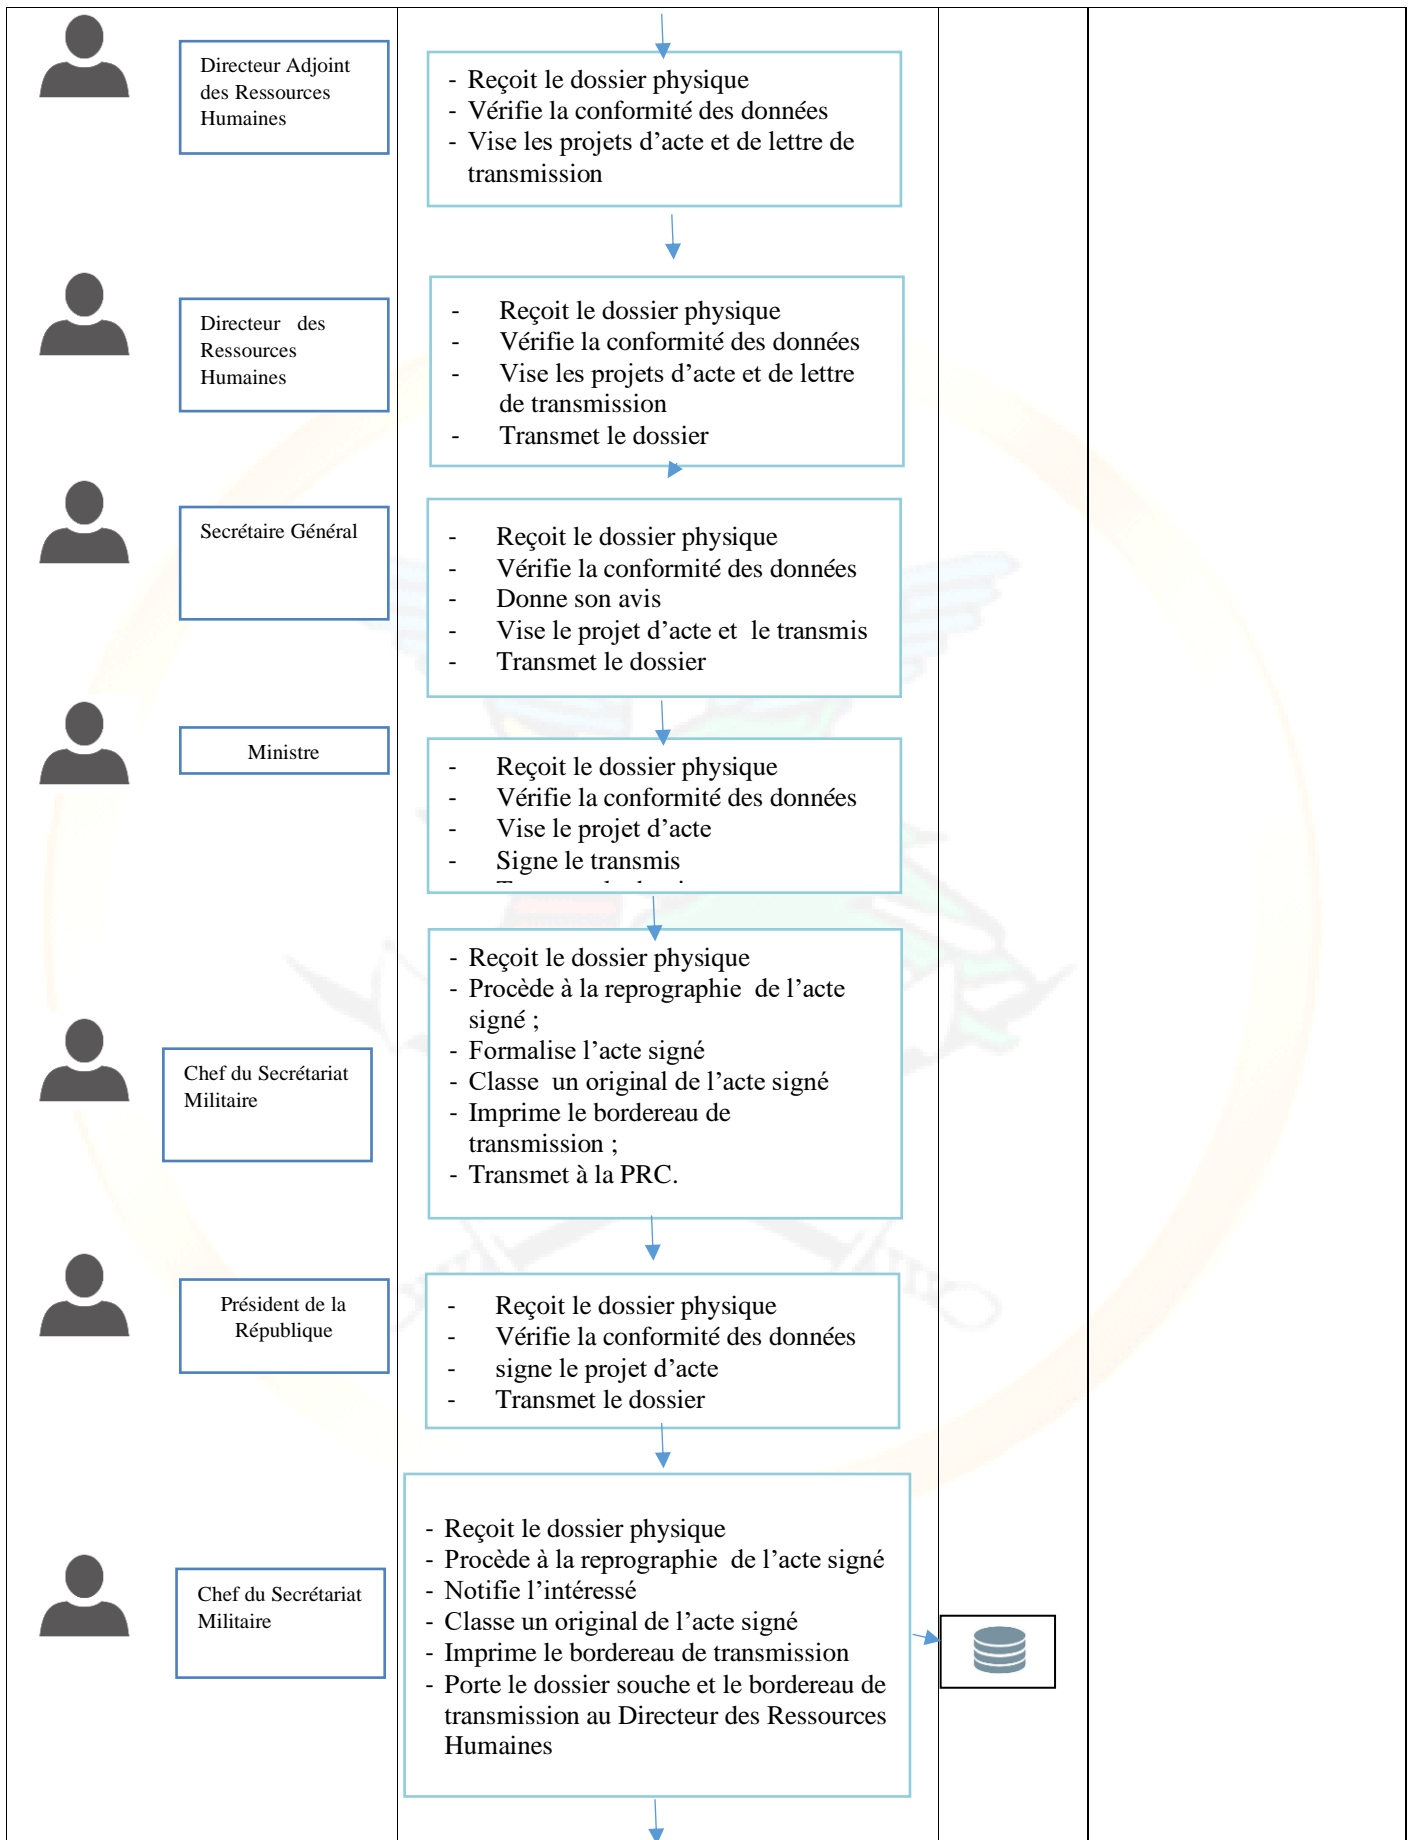 Directeur Adjoint
des Ressources
Humaines
- Reçoit le dossier physique
- Vérifie la conformité des données
- Vise les projets d’acte et de lettre de
transmission
Directeur des
Ressources
Humaines
- Reçoit le dossier physique
- Vérifie la conformité des données
- Vise les projets d’acte et de lettre
de transmission
- Transmet le dossier
Secrétaire Général
- Reçoit le dossier physique
- Vérifie la conformité des données
- Donne son avis
- Vise le projet d’acte et le transmis
- Transmet le dossier
Ministre
- Reçoit le dossier physique
- Vérifie la conformité des données
- Vise le projet d’acte
- Signe le transmis
Chef du Secrétariat
Militaire
- Reçoit le dossier physique
- Procède à la reprographie de l’acte
signé ;
- Formalise l’acte signé
- Classe un original de l’acte signé
- Imprime le bordereau de
transmission ;
- Transmet à la PRC.
Président de la
République
- Reçoit le dossier physique
- Vérifie la conformité des données
- signe le projet d’acte
- Transmet le dossier
Chef du Secrétariat
Militaire
- Reçoit le dossier physique
- Procède à la reprographie de l’acte signé
- Notifie l’intéressé
- Classe un original de l’acte signé
- Imprime le bordereau de transmission
- Porte le dossier souche et le bordereau de
transmission au Directeur des Ressources
Humaines